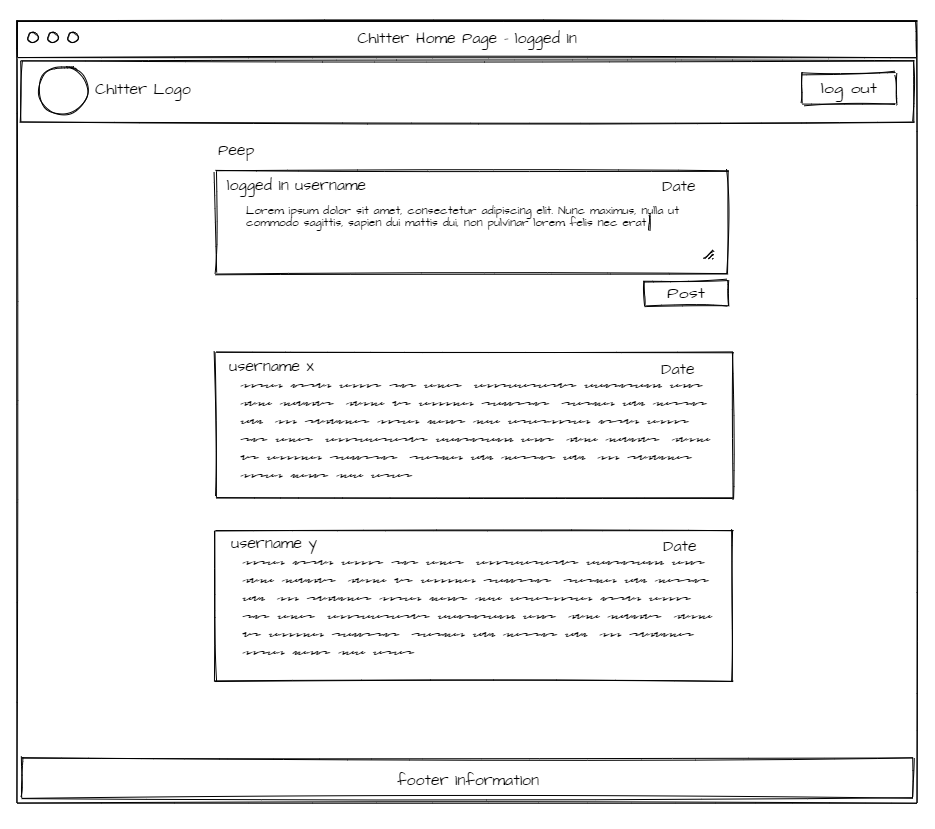 Chitter Home Page - logged in
Chitter Logo
log out
Peep
logged in username
Date
Lorem ipsum dolor sit amet, consectetur adipiscing elit. Nunc maximus, nulla ut
commodo sagittis, sapien dui mattis dui, non pulvinar lorem felis nec erat.
Post
username x
Date
username y
Date
footer information